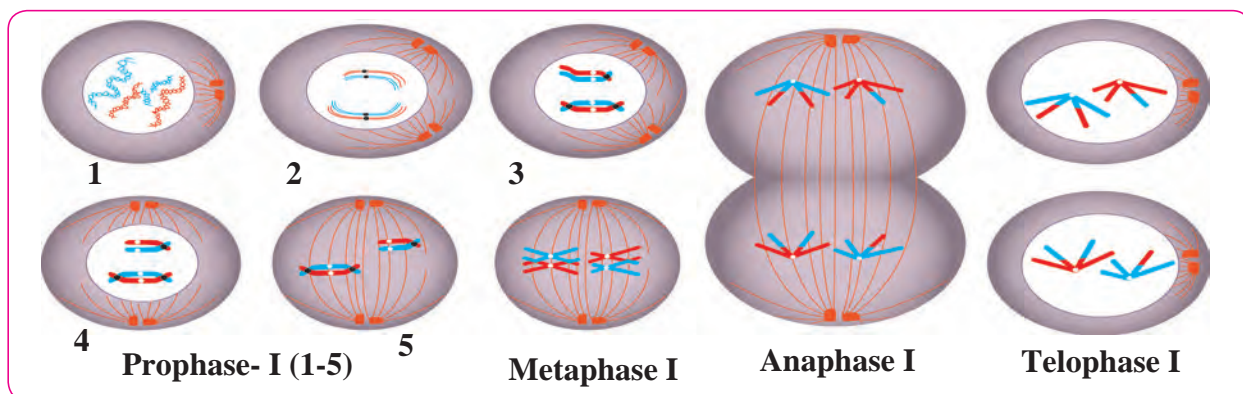 1
2
3
4
5
Prophase- I (1-5)
Metaphase I
Anaphase I
Telophase I